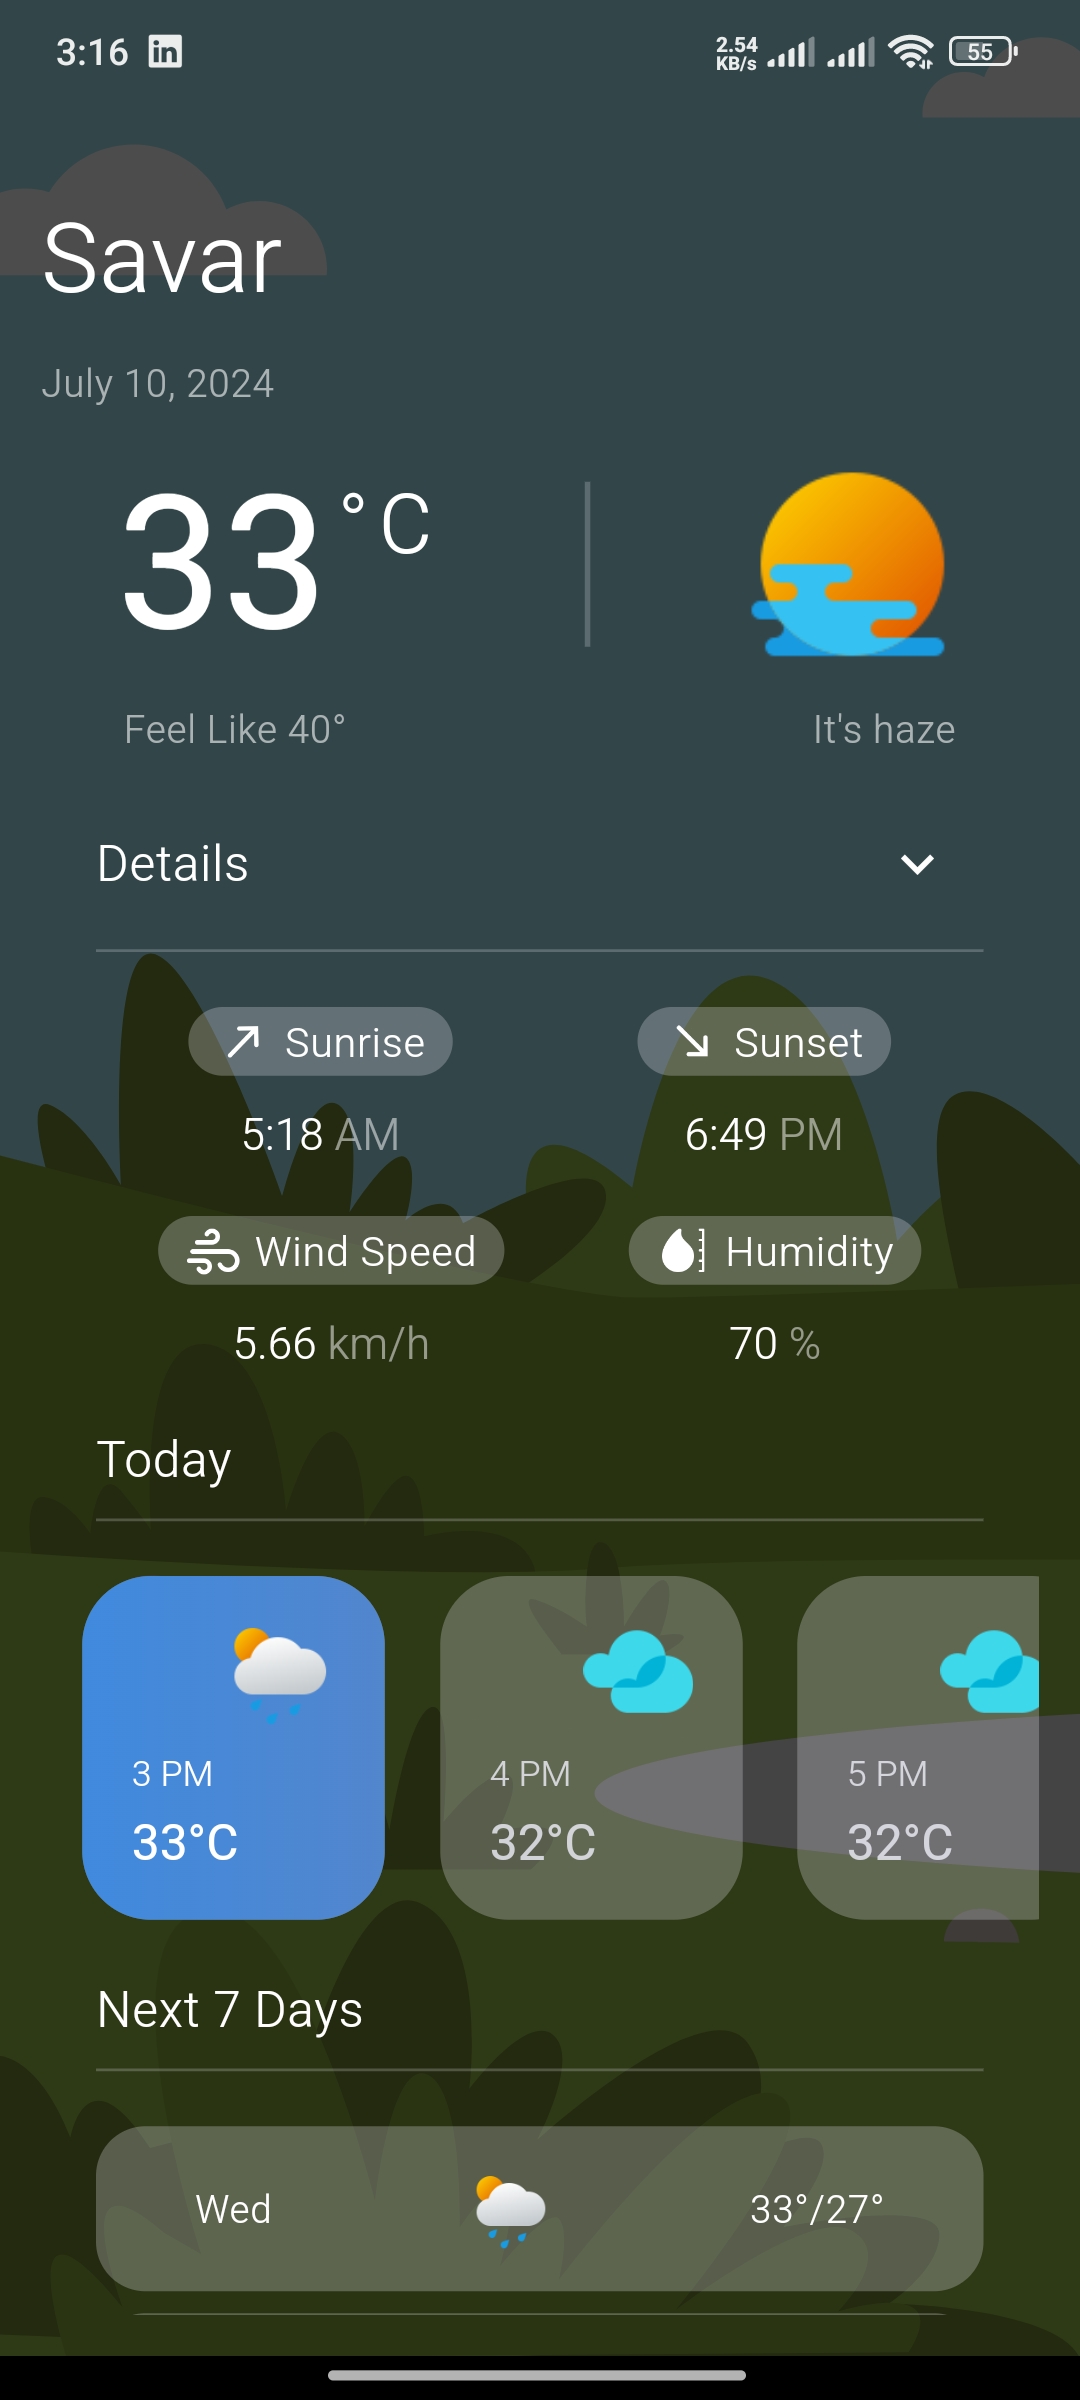 3:16 in 2.54 KB/s 55
Savar
July 10, 2024
33 °C
Feel Like 40° It's haze
Details
Sunrise Sunset
5:18 AM 6:49 PM
Wind Speed Humidity
5.66 km/h 70 %
Today
3 PM 4 PM 5 PM
33°C 32°C 32°C
Next 7 Days
Wed 33°/27°